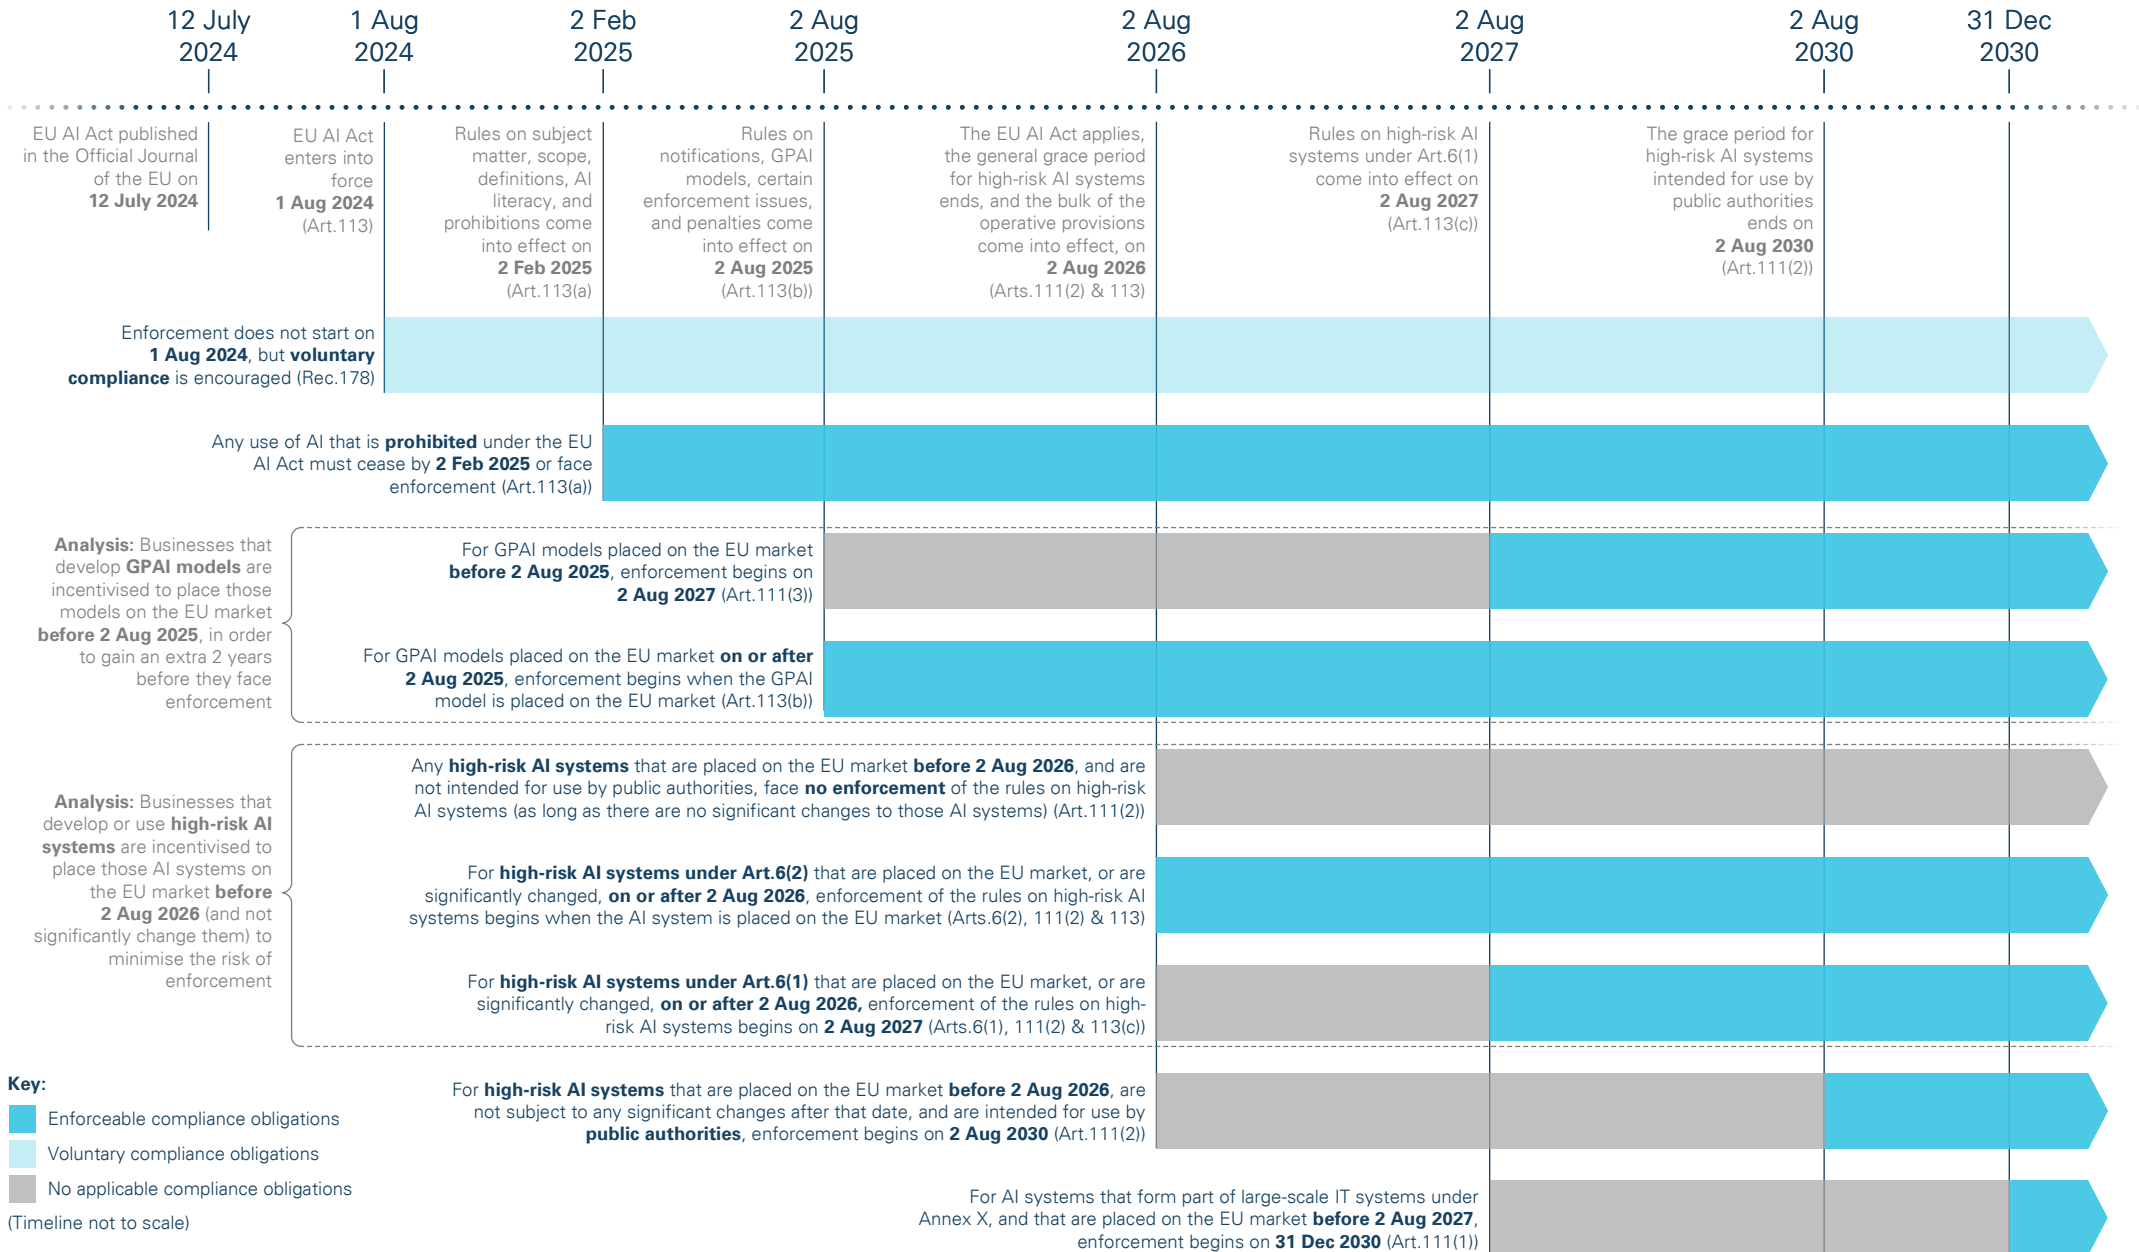 12 July
2024
1 Aug
2024
2 Feb
2025
2 Aug
2025
2 Aug
2026
2 Aug
2027
2 Aug
2030
31 Dec
2030
EU AI Act published
in the Official Journal
of the EU on
12 July 2024
EU AI Act
enters into
force
1 Aug 2024
(Art.113)
Rules on subject
matter, scope,
definitions, AI
literacy, and
prohibitions come
into effect on
2 Feb 2025
(Art.113(a)
Rules on
notifications, GPAI
models, certain
enforcement issues,
and penalties come
into effect on
2 Aug 2025
(Art.113(b))
The EU AI Act applies,
the general grace period
for high-risk AI systems
ends, and the bulk of the
operative provisions
come into effect, on
2 Aug 2026
(Arts.111(2) & 113)
Rules on high-risk AI
systems under Art.6(1)
come into effect on
2 Aug 2027
(Art.113(c))
The grace period for
high-risk AI systems
intended for use by
public authorities
ends on
2 Aug 2030
(Art.111(2))
Enforcement does not start on
1 Aug 2024, but voluntary
compliance is encouraged (Rec.178)
Any use of AI that is prohibited under the EU
AI Act must cease by 2 Feb 2025 or face
enforcement (Art.113(a))
Analysis: Businesses that
develop GPAI models are
incentivised to place those
models on the EU market
before 2 Aug 2025, in order
to gain an extra 2 years
before they face
enforcement
For GPAI models placed on the EU market
before 2 Aug 2025, enforcement begins on
2 Aug 2027 (Art.111(3))
For GPAI models placed on the EU market on or after
2 Aug 2025, enforcement begins when the GPAI
model is placed on the EU market (Art.113(b))
Analysis: Businesses that
develop or use high-risk AI
systems are incentivised to
place those AI systems on
the EU market before
2 Aug 2026 (and not
significantly change them) to
minimise the risk of
enforcement
Any high-risk AI systems that are placed on the EU market before 2 Aug 2026, and are
not intended for use by public authorities, face no enforcement of the rules on high-risk
AI systems (as long as there are no significant changes to those AI systems) (Art.111(2))
For high-risk AI systems under Art.6(2) that are placed on the EU market, or are
significantly changed, on or after 2 Aug 2026, enforcement of the rules on high-risk AI
systems begins when the AI system is placed on the EU market (Arts.6(2), 111(2) & 113)
For high-risk AI systems under Art.6(1) that are placed on the EU market, or are
significantly changed, on or after 2 Aug 2026, enforcement of the rules on high-
risk AI systems begins on 2 Aug 2027 (Arts.6(1), 111(2) & 113(c))
For high-risk AI systems that are placed on the EU market before 2 Aug 2026, are
not subject to any significant changes after that date, and are intended for use by
public authorities, enforcement begins on 2 Aug 2030 (Art.111(2))
For AI systems that form part of large-scale IT systems under
Annex X, and that are placed on the EU market before 2 Aug 2027,
enforcement begins on 31 Dec 2030 (Art.111(1))
Key:
Enforceable compliance obligations
Voluntary compliance obligations
No applicable compliance obligations
(Timeline not to scale)